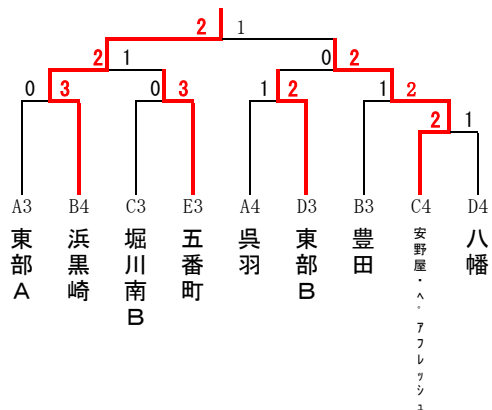 2 1
2 1 0 2
0 3 0 3 1 2 1 2
2 1
A3 B4 C3 E3 A4 D3 B3 C4 D4
東部A
浜黒崎
堀川南B
五番町
呉羽
東部B
豊田
安野屋・ペアフレッシュ
八幡